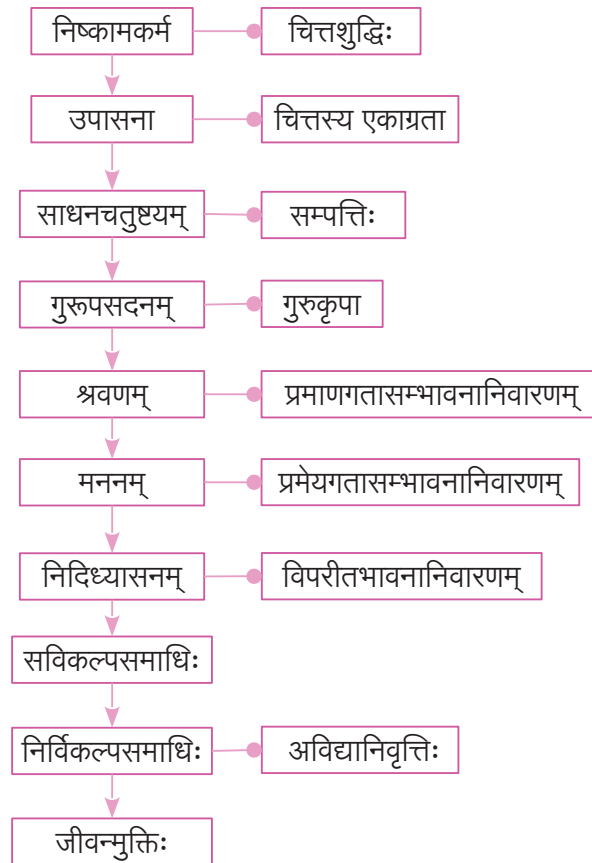 निष्कामकर्म चित्तशुद्धिः
उपासना चित्तस्य एकाग्रता
साधनचतुष्टयम् सम्पत्तिः
गुरूपसदनम् गुरुकृपा
श्रवणम् प्रमाणगतासम्भावनानिवारणम्
मननम् प्रमेयगतासम्भावनानिवारणम्
निदिध्यासनम् विपरीतभावनानिवारणम्
सविकल्पसमाधिः
निर्विकल्पसमाधिः अविद्यानिवृत्तिः
जीवन्मुक्तिः